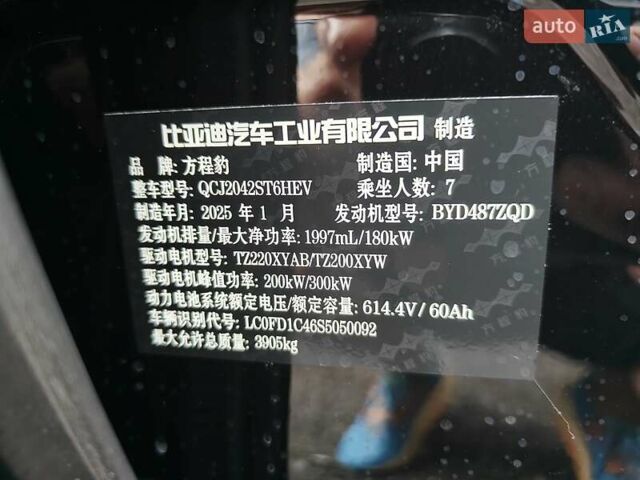 auto RIA.com
比亚迪汽车工业有限公司 制造
品 牌: 方程豹 制造国: 中国
整车型号: QCJ2042ST6HEV 乘坐人数: 7
制造年月: 2025 年 1 月 发动机型号: BYD487ZQD
发动机排量/最大净功率: 1997mL/180kW
驱动电机型号: TZ220XYAB/TZ200XYW
驱动电机峰值功率: 200kW/300kW
动力电池系统额定电压/额定容量: 614.4V/ 60Ah
车辆识别代号: LC0FD1C46S5050092
最大允许总质量: 3905kg